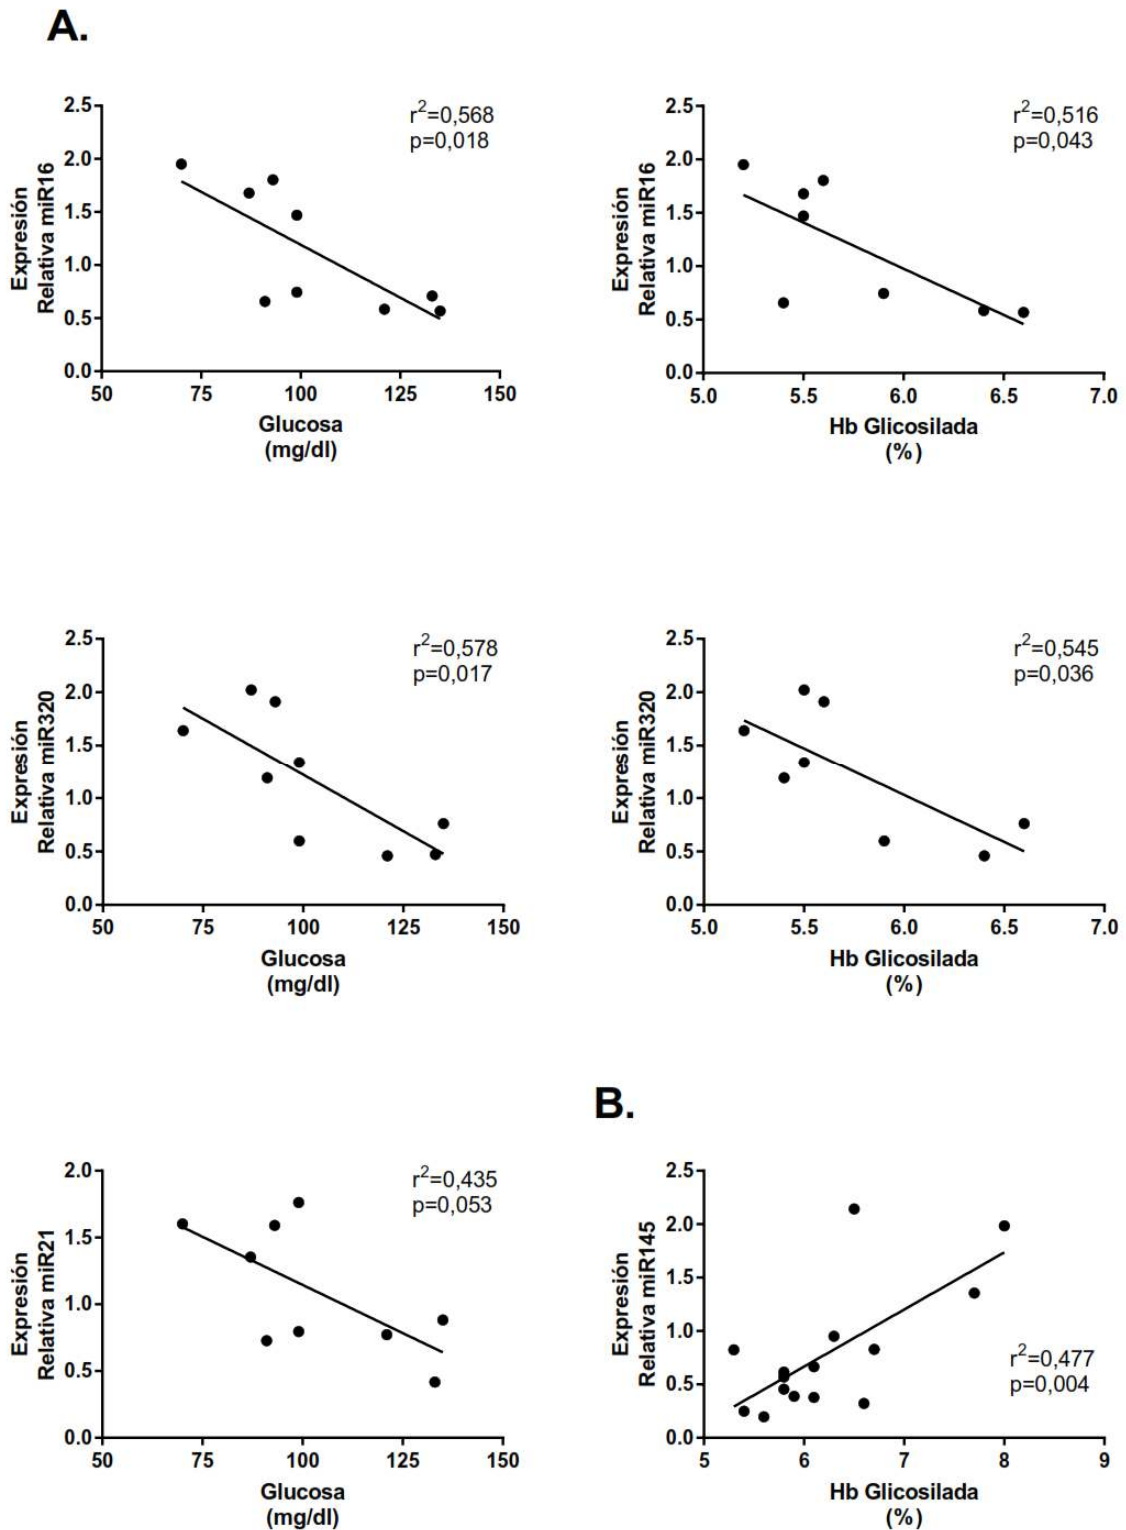 A.
r²=0,568
p=0,018
Expresión
Relativa miR16
2.5
2.0
1.5
1.0
0.5
0.0
50 75 100 125 150
Glucosa
(mg/dl)
r²=0,516
p=0,043
Expresión
Relativa miR16
2.5
2.0
1.5
1.0
0.5
0.0
5.0 5.5 6.0 6.5 7.0
Hb Glicosilada
(%)
r²=0,578
p=0,017
Expresión
Relativa miR320
2.5
2.0
1.5
1.0
0.5
0.0
50 75 100 125 150
Glucosa
(mg/dl)
r²=0,545
p=0,036
Expresión
Relativa miR320
2.5
2.0
1.5
1.0
0.5
0.0
5.0 5.5 6.0 6.5 7.0
Hb Glicosilada
(%)
r²=0,435
p=0,053
Expresión
Relativa miR21
2.0
1.5
1.0
0.5
0.0
50 75 100 125 150
Glucosa
(mg/dl)
B.
Expresión
Relativa miR145
2.5
2.0
1.5
1.0
0.5
0.0
r²=0,477
p=0,004
5 6 7 8 9
Hb Glicosilada
(%)